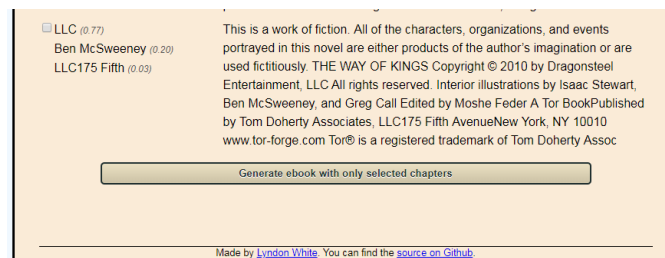 LLC (0.77)
Ben McSweeney (0.20)
LLC175 Fifth (0.03)
This is a work of fiction. All of the characters, organizations, and events
portrayed in this novel are either products of the author's imagination or are
used fictitiously. THE WAY OF KINGS Copyright © 2010 by Dragonsteel
Entertainment, LLC All rights reserved. Interior illustrations by Isaac Stewart,
Ben McSweeney, and Greg Call Edited by Moshe Feder A Tor BookPublished
by Tom Doherty Associates, LLC175 Fifth AvenueNew York, NY 10010
www.tor-forge.com Tor® is a registered trademark of Tom Doherty Assoc
Generate ebook with only selected chapters
Made by Lyndon White. You can find the source on Github.